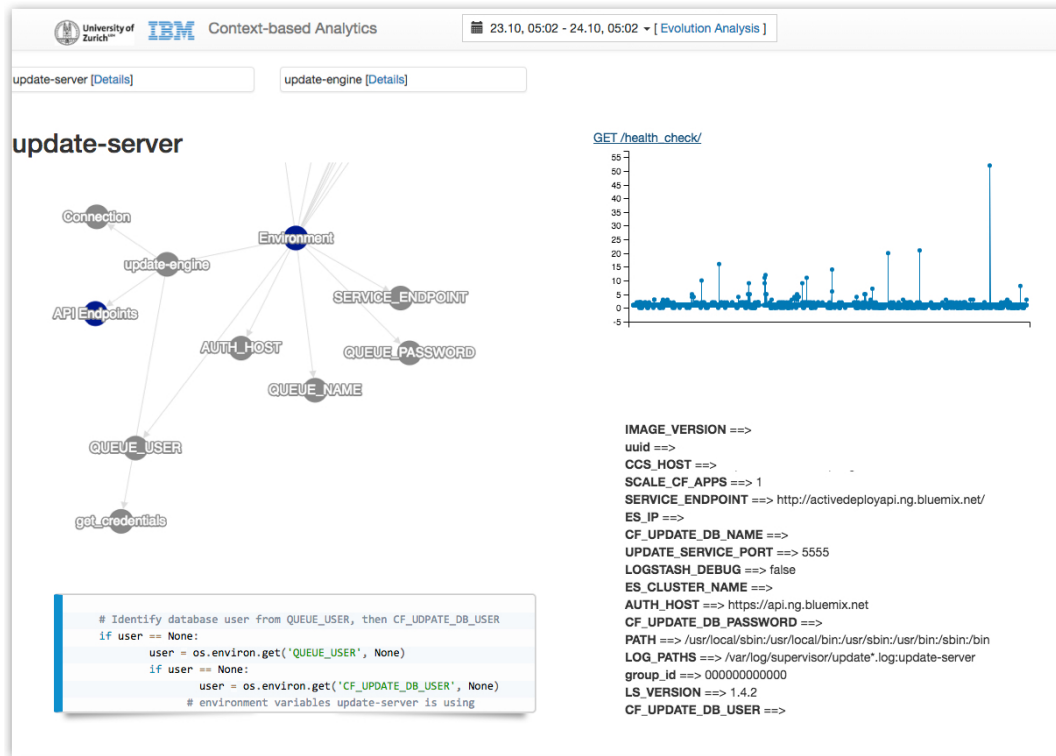 University of
Zurich
IBM
Context-based Analytics
23.10, 05:02 - 24.10, 05:02 [ Evolution Analysis ]
update-server [Details]
update-engine [Details]
update-server
Connection
Environment
update-engine
API Endpoints
SERVICE_ENDPOINT
AUTH_HOST
QUEUE_PASSWORD
QUEUE_NAME
QUEUE_USER
get_credentials
# Identify database user from QUEUE_USER, then CF_UDPATE_DB_USER
if user == None:
user = os.environ.get('QUEUE_USER', None)
if user == None:
user = os.environ.get('CF_UPDATE_DB_USER', None)
# environment variables update-server is using
GET /health_check/
55
50
45
40
35
30
25
20
15
10
5
0
-5
IMAGE_VERSION ==>
uuid ==>
CCS_HOST ==>
SCALE_CF_APPS ==> 1
SERVICE_ENDPOINT ==> http://activedeployapi.ng.bluemix.net/
ES_IP ==>
CF_UPDATE_DB_NAME ==>
UPDATE_SERVICE_PORT ==> 5555
LOGSTASH_DEBUG ==> false
ES_CLUSTER_NAME ==>
AUTH_HOST ==> https://api.ng.bluemix.net
CF_UPDATE_DB_PASSWORD ==>
PATH ==> /usr/local/sbin:/usr/local/bin:/usr/sbin:/usr/bin:/sbin:/bin
LOG_PATHS ==> /var/log/supervisor/update*.log:update-server
group_id ==> 000000000000
LS_VERSION ==> 1.4.2
CF_UPDATE_DB_USER ==>